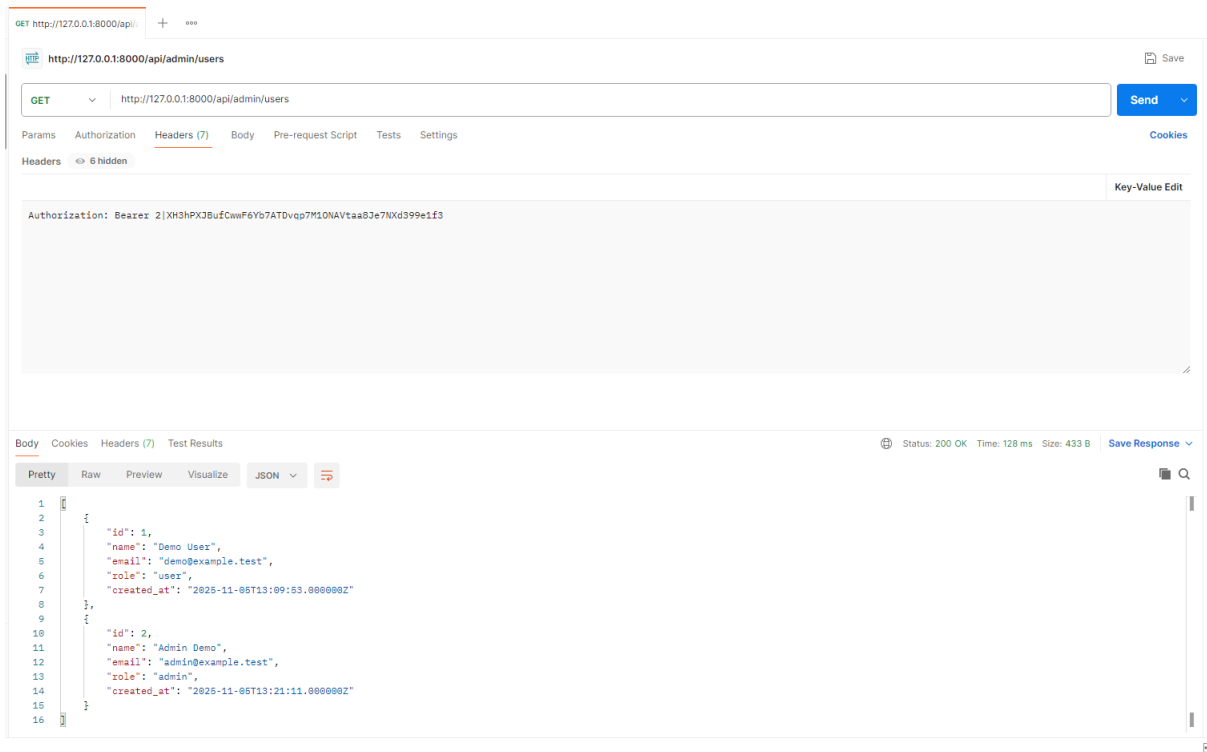 GET http://127.0.0.1:8000/api/
HTTP http://127.0.0.1:8000/api/admin/users Save
GET http://127.0.0.1:8000/api/admin/users Send
Params Authorization Headers (7) Body Pre-request Script Tests Settings Cookies
Headers 6 hidden
Key-Value Edit
Authorization: Bearer 2|XH3hPXJBufCwwF6Yb7ATDvqp7M1ONAVtaa8Je7NXd399e1f3
Body Cookies Headers (7) Test Results Status: 200 OK Time: 128 ms Size: 433 B Save Response
Pretty Raw Preview Visualize JSON
1 [
2 {
3 "id": 1,
4 "name": "Demo User",
5 "email": "demo@example.test",
6 "role": "user",
7 "created_at": "2025-11-05T13:09:53.000000Z"
8 },
9 {
10 "id": 2,
11 "name": "Admin Demo",
12 "email": "admin@example.test",
13 "role": "admin",
14 "created_at": "2025-11-05T13:21:11.000000Z"
15 }
16 ]